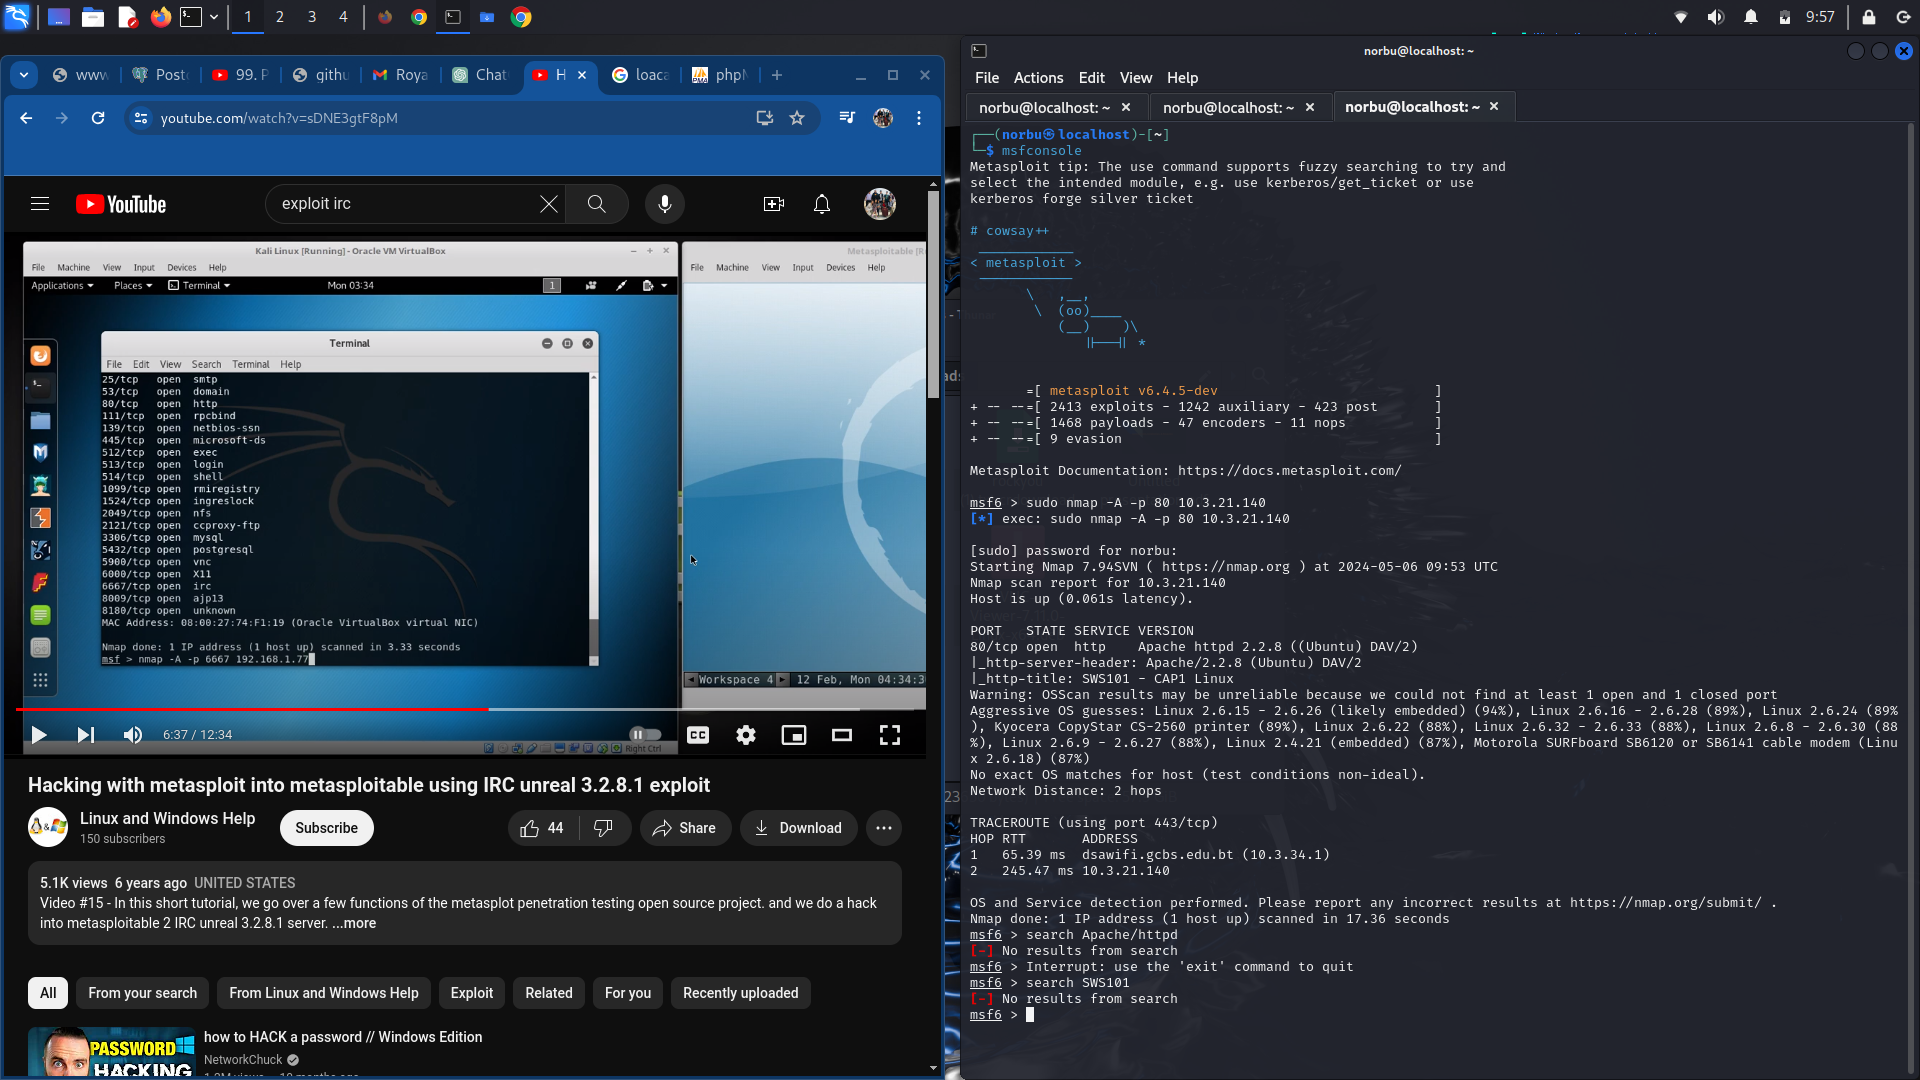 1 2 3 4
9:57
www
Postc
99. P
githu
Roya
Chat
H
loaca
phpM
youtube.com/watch?v=sDNE3gtF8pM
YouTube
exploit irc
Kali Linux [Running] - Oracle VM VirtualBox
File Machine View Input Devices Help
Applications Places Terminal Mon 03:34 1
Terminal
File Edit View Search Terminal Help
25/tcp open smtp
53/tcp open domain
80/tcp open http
111/tcp open rpcbind
139/tcp open netbios-ssn
445/tcp open microsoft-ds
512/tcp open exec
513/tcp open login
514/tcp open shell
1099/tcp open rmiregistry
1524/tcp open ingreslock
2049/tcp open nfs
2121/tcp open ccproxy-ftp
3306/tcp open mysql
5432/tcp open postgresql
5900/tcp open vnc
6000/tcp open X11
6667/tcp open irc
8009/tcp open ajp13
8180/tcp open unknown
MAC Address: 08:00:27:74:F1:19 (Oracle VirtualBox virtual NIC)
Nmap done: 1 IP address (1 host up) scanned in 3.33 seconds
msf > nmap -A -p 6667 192.168.1.77
Metasploitable [R
File Machine View Input Devices Help
Workspace 4 12 Feb, Mon 04:34:3
6:37 / 12:34
Right Ctrl
Hacking with metasploit into metasploitable using IRC unreal 3.2.8.1 exploit
Linux and Windows Help
150 subscribers
Subscribe
44
Share
Download
5.1K views 6 years ago UNITED STATES
Video #15 - In this short tutorial, we go over a few functions of the metasplot penetration testing open source project. and we do a hack
into metasploitable 2 IRC unreal 3.2.8.1 server. ...more
All
From your search
From Linux and Windows Help
Exploit
Related
For you
Recently uploaded
PASSWORD
HACKING
how to HACK a password // Windows Edition
NetworkChuck
norbu@localhost: ~
File Actions Edit View Help
norbu@localhost: ~ norbu@localhost: ~ norbu@localhost: ~
┌──(norbu㉿localhost)-[~]
└─$ msfconsole
Metasploit tip: The use command supports fuzzy searching to try and
select the intended module, e.g. use kerberos/get_ticket or use
kerberos forge silver ticket
# cowsay++
 ____________
< metasploit >
 ------------
       \   ,__,
        \  (oo)____
           (__)    )\
              ||--|| *
=[ metasploit v6.4.5-dev ]
+ -- --=[ 2413 exploits - 1242 auxiliary - 423 post ]
+ -- --=[ 1468 payloads - 47 encoders - 11 nops ]
+ -- --=[ 9 evasion ]
Metasploit Documentation: https://docs.metasploit.com/
msf6 > sudo nmap -A -p 80 10.3.21.140
[*] exec: sudo nmap -A -p 80 10.3.21.140
[sudo] password for norbu:
Starting Nmap 7.94SVN ( https://nmap.org ) at 2024-05-06 09:53 UTC
Nmap scan report for 10.3.21.140
Host is up (0.061s latency).
PORT STATE SERVICE VERSION
80/tcp open http Apache httpd 2.2.8 ((Ubuntu) DAV/2)
|_http-server-header: Apache/2.2.8 (Ubuntu) DAV/2
|_http-title: SWS101 - CAP1 Linux
Warning: OSScan results may be unreliable because we could not find at least 1 open and 1 closed port
Aggressive OS guesses: Linux 2.6.15 - 2.6.26 (likely embedded) (94%), Linux 2.6.16 - 2.6.28 (89%), Linux 2.6.24 (89%
), Kyocera CopyStar CS-2560 printer (89%), Linux 2.6.22 (88%), Linux 2.6.32 - 2.6.33 (88%), Linux 2.6.8 - 2.6.30 (88
%), Linux 2.6.9 - 2.6.27 (88%), Linux 2.4.21 (embedded) (87%), Motorola SURFboard SB6120 or SB6141 cable modem (Linu
x 2.6.18) (87%)
No exact OS matches for host (test conditions non-ideal).
Network Distance: 2 hops
TRACEROUTE (using port 443/tcp)
HOP RTT ADDRESS
1 65.39 ms dsawifi.gcbs.edu.bt (10.3.34.1)
2 245.47 ms 10.3.21.140
OS and Service detection performed. Please report any incorrect results at https://nmap.org/submit/ .
Nmap done: 1 IP address (1 host up) scanned in 17.36 seconds
msf6 > search Apache/httpd
[-] No results from search
msf6 > Interrupt: use the 'exit' command to quit
msf6 > search SWS101
[-] No results from search
msf6 >